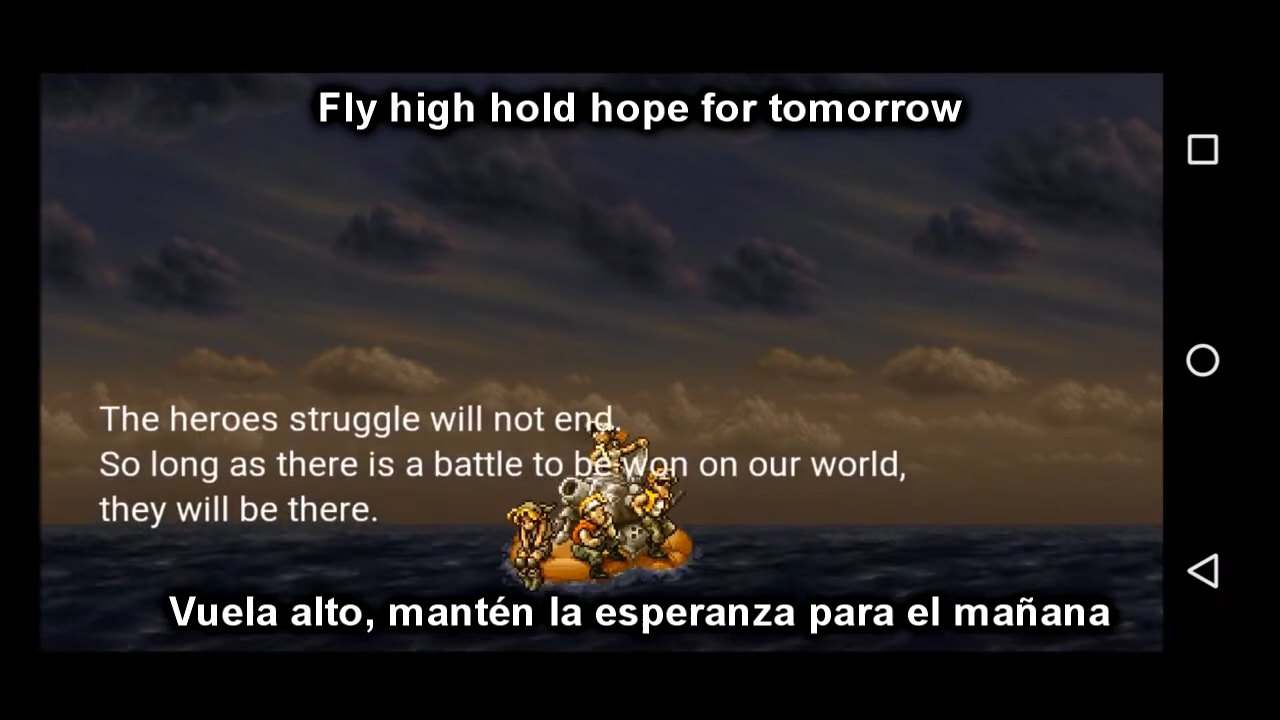 Fly high hold hope for tomorrow
The heroes struggle will not end.
So long as there is a battle to be won on our world,
they will be there.
Vuela alto, mantén la esperanza para el mañana